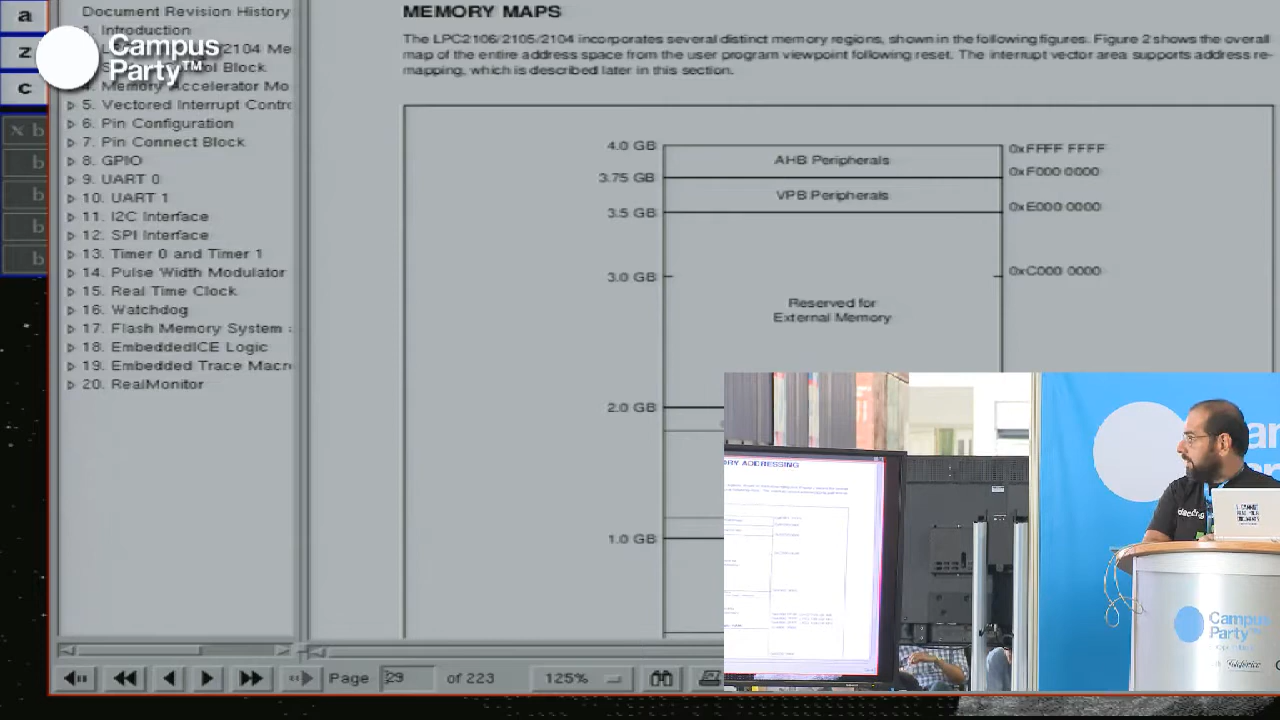 a
z
c
x b
b
b
b
b
Campus
Party™
Document Revision History
1. Introduction
2104 Me
ol Block
4. Memory Accelerator Mo
5. Vectored Interrupt Contro
6. Pin Configuration
7. Pin Connect Block
8. GPIO
9. UART 0
10. UART 1
11. I2C Interface
12. SPI Interface
13. Timer 0 and Timer 1
14. Pulse Width Modulator
15. Real Time Clock
16. Watchdog
17. Flash Memory System
18. EmbeddedICE Logic
19. Embedded Trace Macro
20. RealMonitor
MEMORY MAPS
The LPC2106/2105/2104 incorporates several distinct memory regions, shown in the following figures. Figure 2 shows the overall
map of the entire address space from the user program viewpoint following reset. The interrupt vector area supports address re-
mapping, which is described later in this section.
4.0 GB
AHB Peripherals
0xFFFF FFFF
3.75 GB
0xF000 0000
VPB Peripherals
3.5 GB
0xE000 0000
3.0 GB
0xC000 0000
Reserved for
External Memory
2.0 GB
1.0 GB
Page
29
of 223
125%
RY ADDRESSING
Campus
Party™